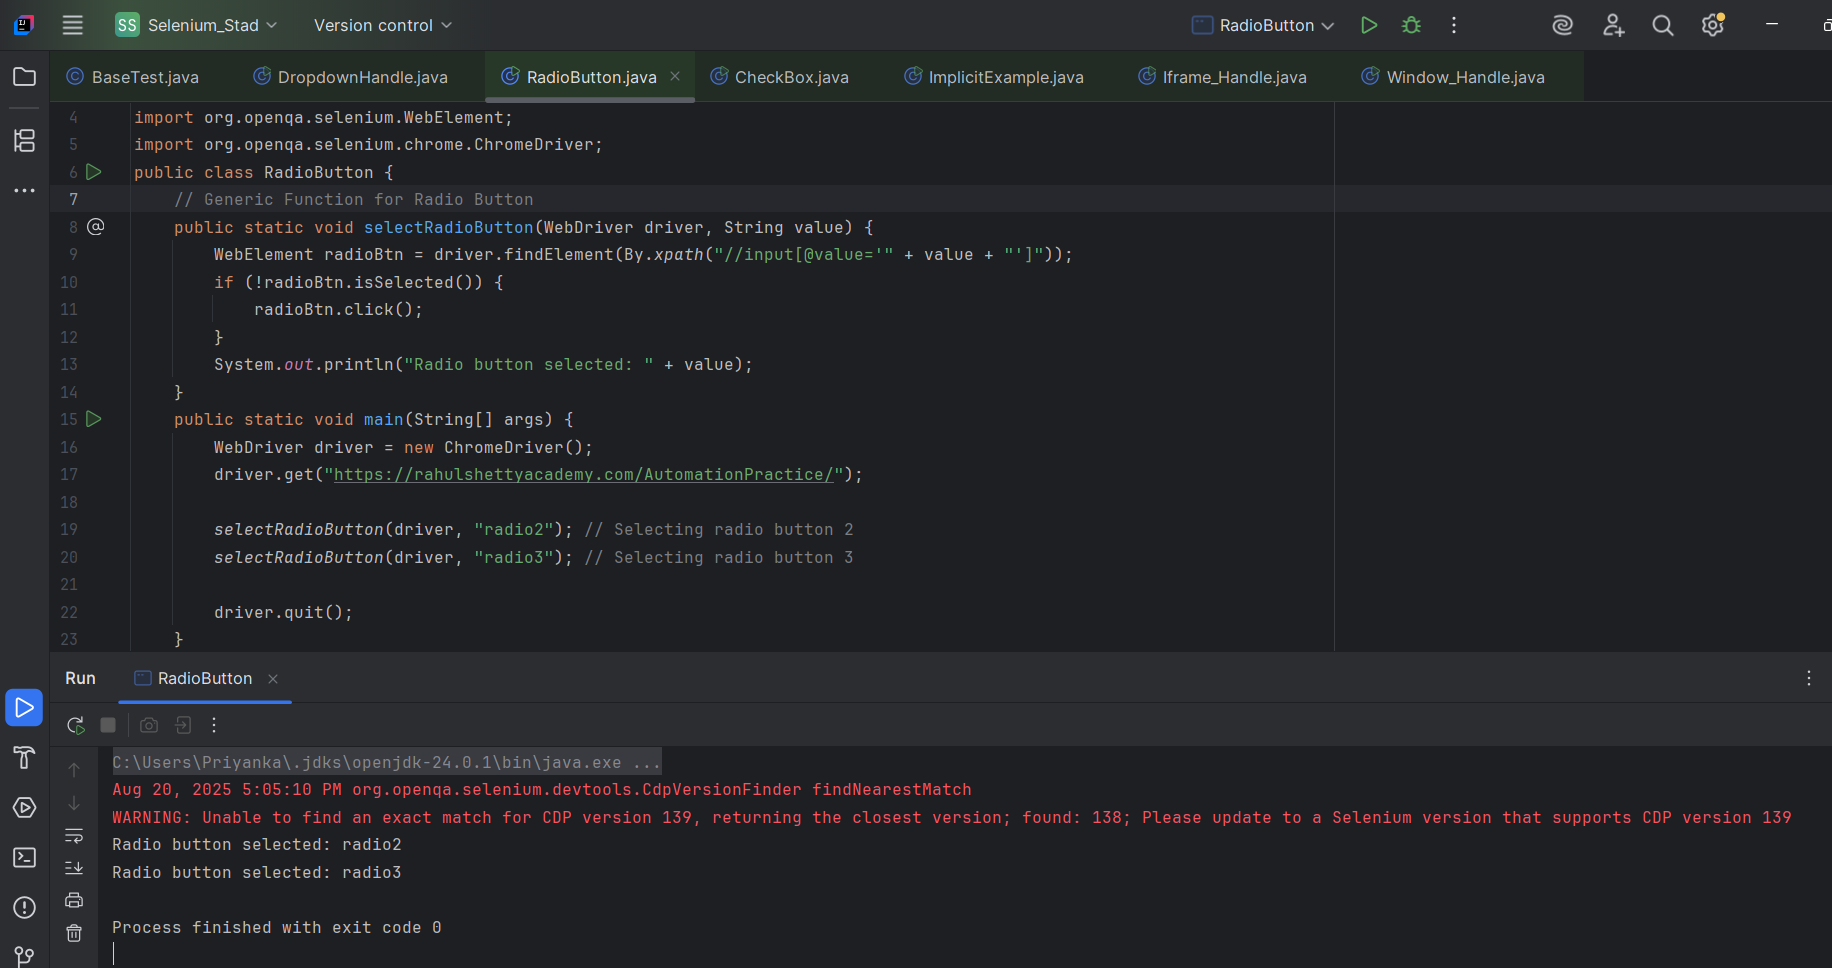 SS Selenium_Stad Version control RadioButton
BaseTest.java DropdownHandle.java RadioButton.java CheckBox.java ImplicitExample.java Iframe_Handle.java Window_Handle.java
4 import org.openqa.selenium.WebElement;
5 import org.openqa.selenium.chrome.ChromeDriver;
6 public class RadioButton {
7 // Generic Function for Radio Button
8 @ public static void selectRadioButton(WebDriver driver, String value) {
9 WebElement radioBtn = driver.findElement(By.xpath("//input[@value='" + value + "']"));
10 if (!radioBtn.isSelected()) {
11 radioBtn.click();
12 }
13 System.out.println("Radio button selected: " + value);
14 }
15 public static void main(String[] args) {
16 WebDriver driver = new ChromeDriver();
17 driver.get("https://rahulshettyacademy.com/AutomationPractice/");
18
19 selectRadioButton(driver, "radio2"); // Selecting radio button 2
20 selectRadioButton(driver, "radio3"); // Selecting radio button 3
21
22 driver.quit();
23 }
Run RadioButton
C:\Users\Priyanka\.jdks\openjdk-24.0.1\bin\java.exe ...
Aug 20, 2025 5:05:10 PM org.openqa.selenium.devtools.CdpVersionFinder findNearestMatch
WARNING: Unable to find an exact match for CDP version 139, returning the closest version; found: 138; Please update to a Selenium version that supports CDP version 139
Radio button selected: radio2
Radio button selected: radio3
Process finished with exit code 0